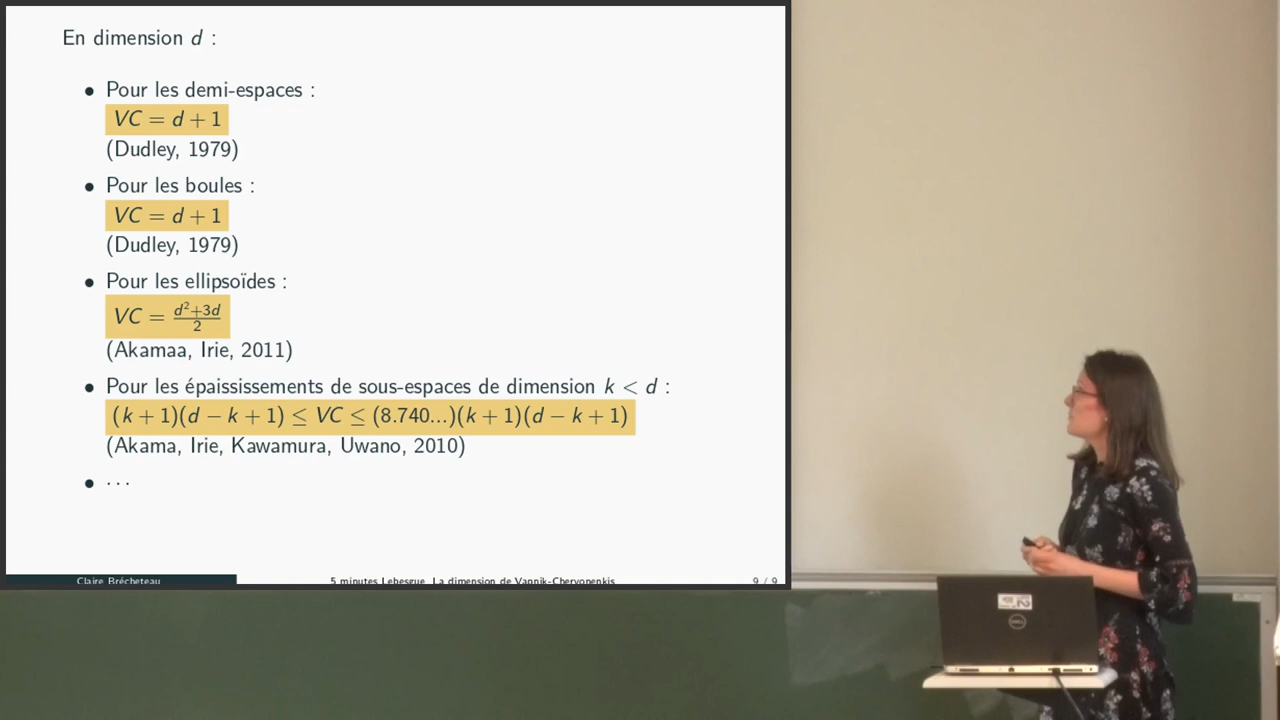 En dimension d :
• Pour les demi-espaces :
VC = d + 1
(Dudley, 1979)
• Pour les boules :
VC = d + 1
(Dudley, 1979)
• Pour les ellipsoïdes :
VC = \frac{d^2+3d}{2}
(Akamaa, Irie, 2011)
• Pour les épaississements de sous-espaces de dimension k < d :
(k + 1)(d − k + 1) ≤ VC ≤ (8.740...)(k + 1)(d − k + 1)
(Akama, Irie, Kawamura, Uwano, 2010)
• · · ·
Claire Brécheteau
5 minutes Lebesgue La dimension de Vapnik-Chervonenkis
9 / 9
DELL